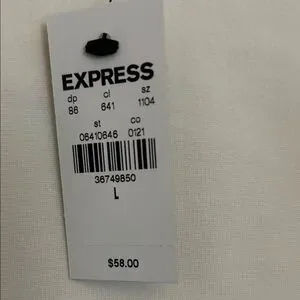 EXPRESS
dp cl sz
86 641 1104
st co
06410646 0121
36749850
L
$58.00